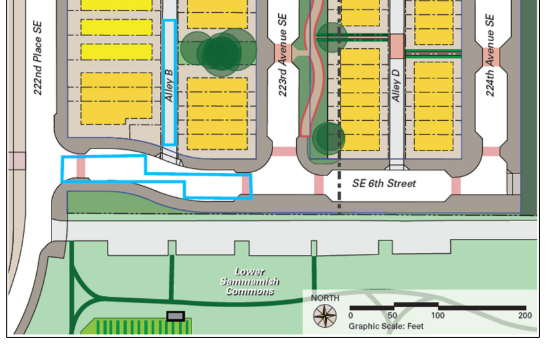 222nd Place SE
Alley B
223rd Avenue SE
Alley D
224th Avenue SE
SE 6th Street
Lower
Sammamish
Commons
NORTH
0 50 100 200
Graphic Scale: Feet